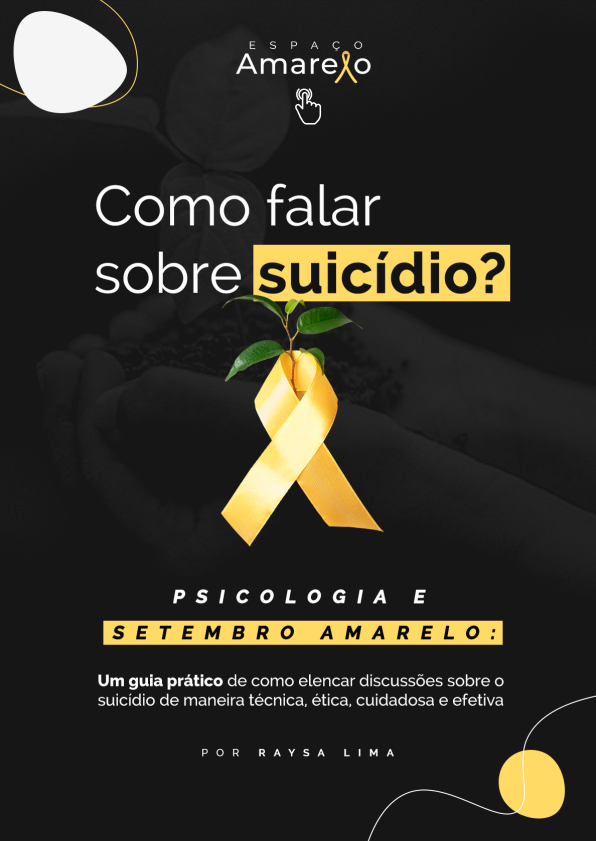 ESPAÇO
Amarelo
Como falar
sobre suicídio?
PSICOLOGIA E
SETEMBRO AMARELO:
Um guia prático de como elencar discussões sobre o
suicídio de maneira técnica, ética, cuidadosa e efetiva
POR RAYSA LIMA